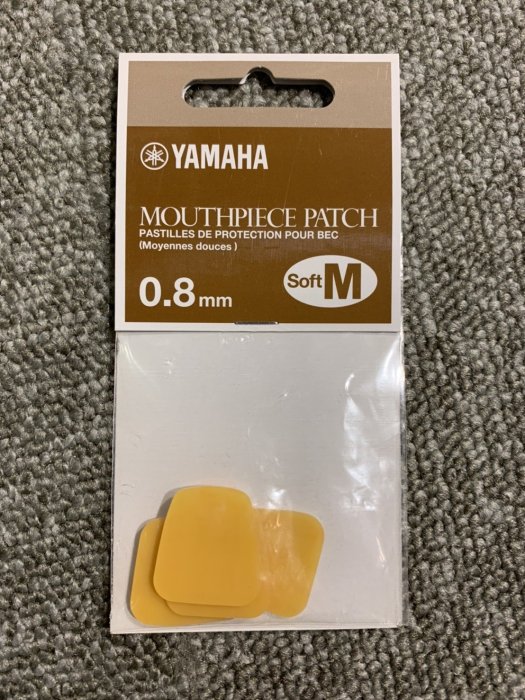 YAMAHA
MOUTHPIECE PATCH
PASTILLES DE PROTECTION POUR BEC
(Moyennes douces)
0.8mm
Soft M